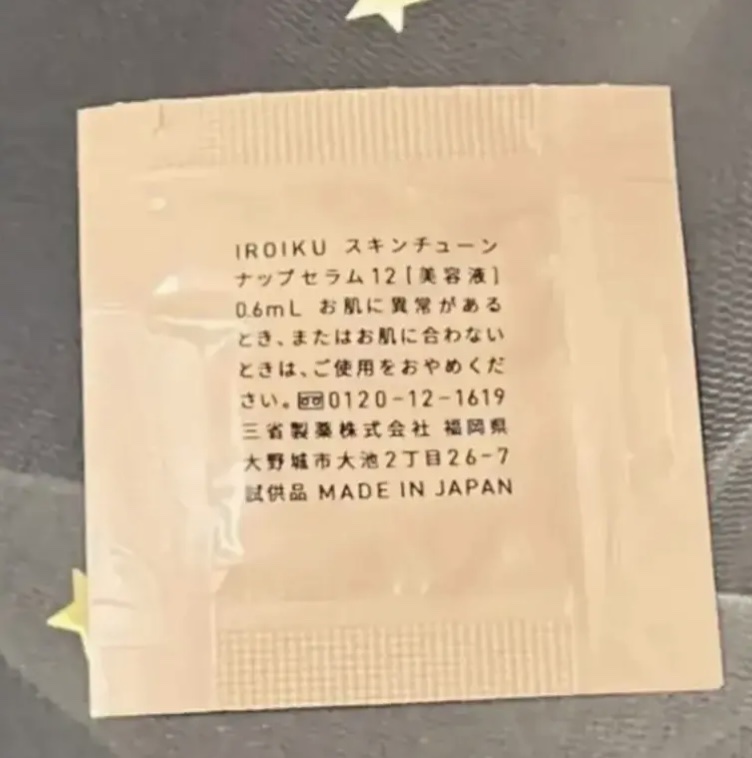 IROIKU スキンチューン
ナップセラム12[美容液]
0.6mL お肌に異常がある
とき、またはお肌に合わない
ときは、ご使用をおやめくだ
さい。0120-12-1619
三省製薬株式会社 福岡県
大野城市大池2丁目26-7
試供品 MADE IN JAPAN